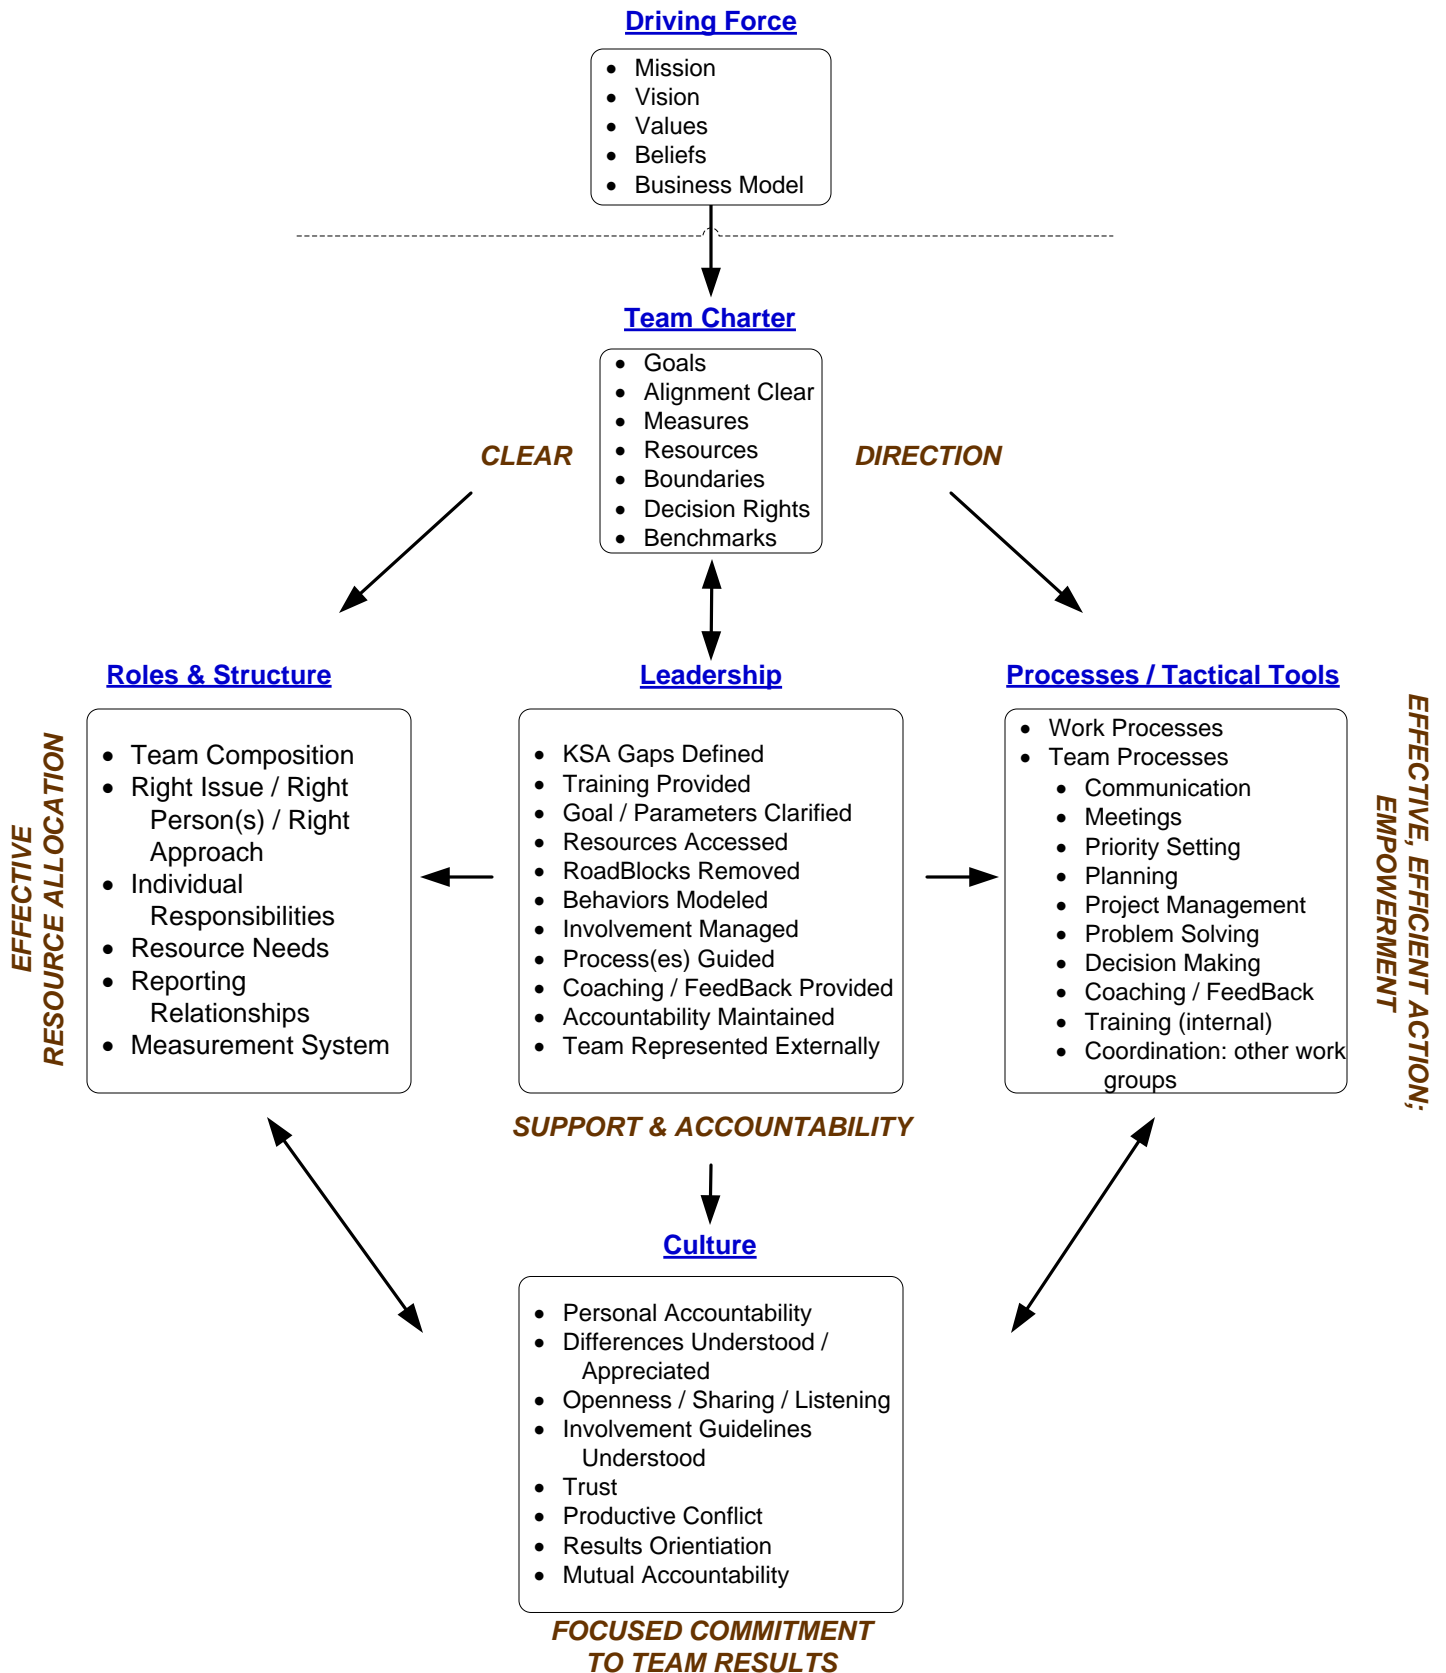 Driving Force
• Mission
• Vision
• Values
• Beliefs
• Business Model
Team Charter
• Goals
• Alignment Clear
• Measures
• Resources
• Boundaries
• Decision Rights
• Benchmarks
CLEAR
DIRECTION
Roles & Structure
• Team Composition
• Right Issue / Right
Person(s) / Right
Approach
• Individual
Responsibilities
• Resource Needs
• Reporting
Relationships
• Measurement System
EFFECTIVE
RESOURCE ALLOCATION
Leadership
• KSA Gaps Defined
• Training Provided
• Goal / Parameters Clarified
• Resources Accessed
• RoadBlocks Removed
• Behaviors Modeled
• Involvement Managed
• Process(es) Guided
• Coaching / FeedBack Provided
• Accountability Maintained
• Team Represented Externally
SUPPORT & ACCOUNTABILITY
Processes / Tactical Tools
• Work Processes
• Team Processes
• Communication
• Meetings
• Priority Setting
• Planning
• Project Management
• Problem Solving
• Decision Making
• Coaching / FeedBack
• Training (internal)
• Coordination: other work
groups
EFFECTIVE, EFFICIENT ACTION;
EMPOWERMENT
Culture
• Personal Accountability
• Differences Understood /
Appreciated
• Openness / Sharing / Listening
• Involvement Guidelines
Understood
• Trust
• Productive Conflict
• Results Orientiation
• Mutual Accountability
FOCUSED COMMITMENT
TO TEAM RESULTS